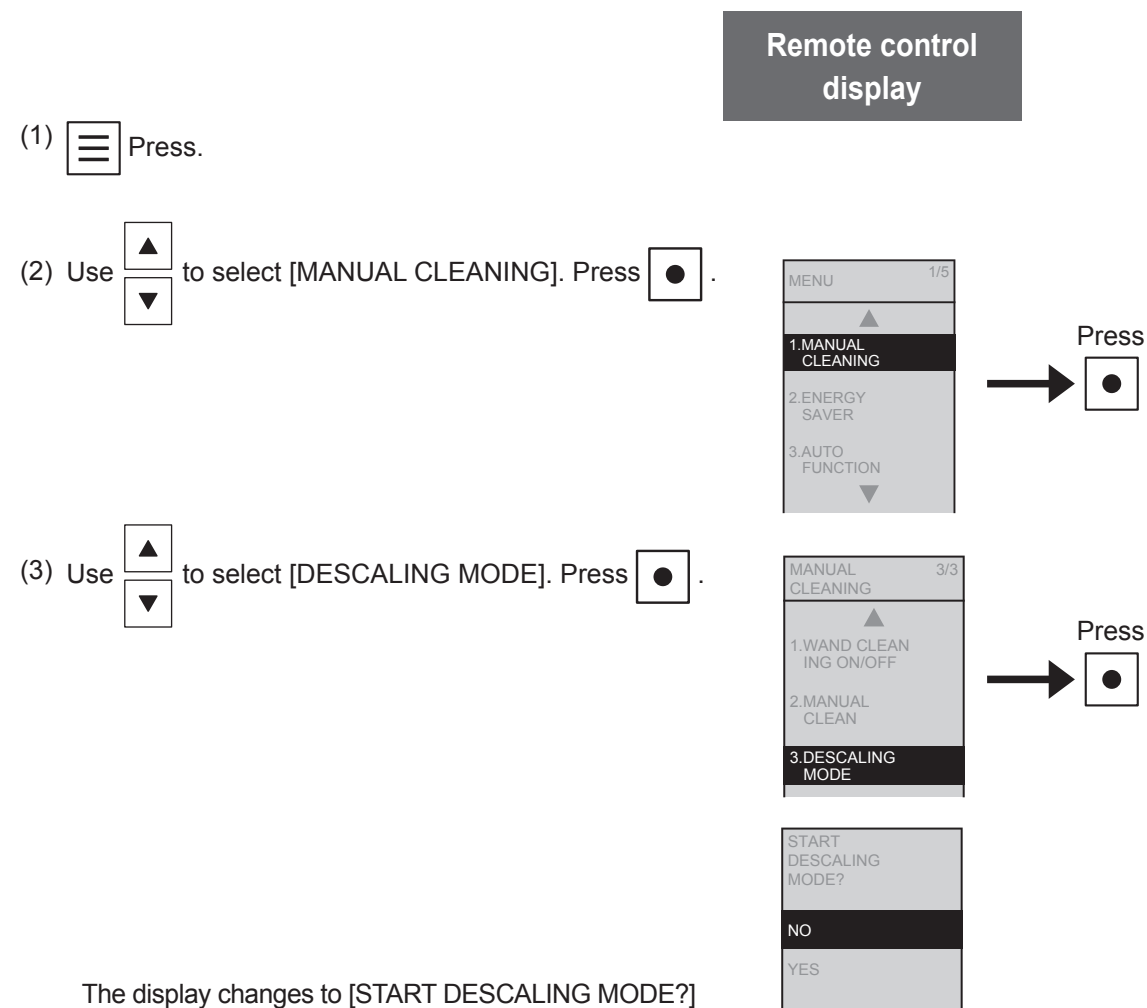 Remote control
display
(1) Press.
(2) Use to select [MANUAL CLEANING]. Press .
MENU 1/5
1.MANUAL
CLEANING
2.ENERGY
SAVER
3.AUTO
FUNCTION
Press
(3) Use to select [DESCALING MODE]. Press .
MANUAL 3/3
CLEANING
1.WAND CLEAN
ING ON/OFF
2.MANUAL
CLEAN
3.DESCALING
MODE
Press
START
DESCALING
MODE?
NO
YES
The display changes to [START DESCALING MODE?]